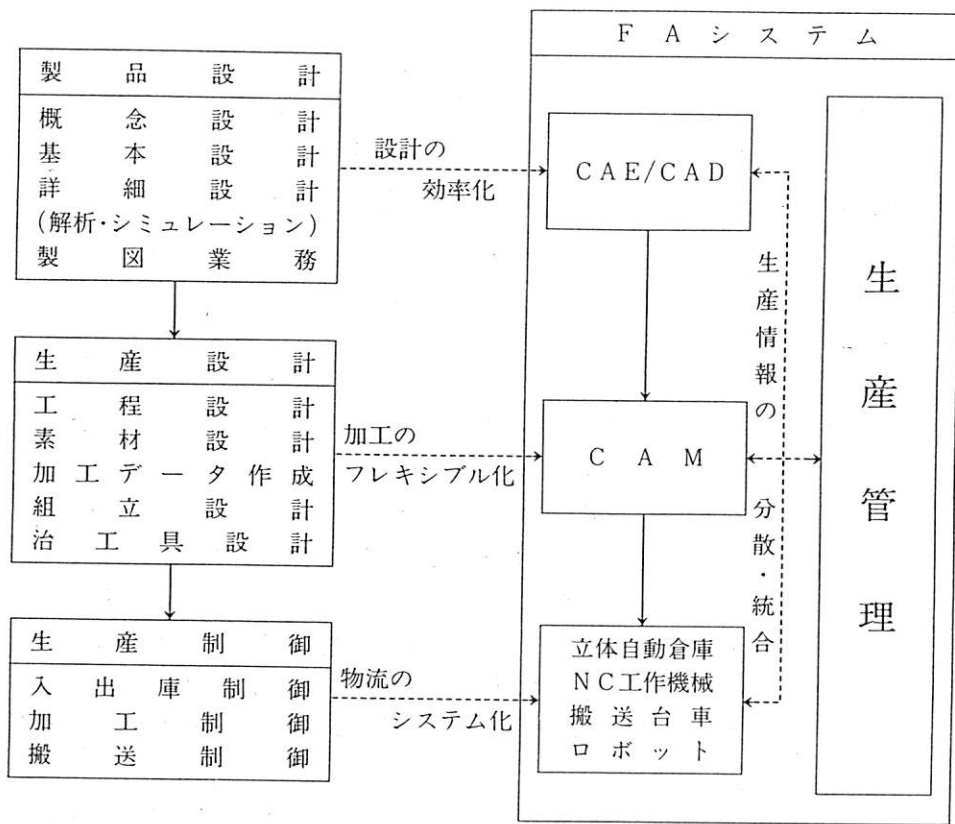 製品設計
概念設計
基本設計
詳細設計
(解析・シミュレーション)
製図業務
設計の
効率化
生産設計
工程設計
素材設計
加工データ作成
組立設計
治工具設計
加工の
フレキシブル化
生産制御
入出庫制御
加工制御
搬送制御
物流の
システム化
FAシステム
CAE/CAD
CAM
立体自動倉庫
NC工作機械
搬送台車
ロボット
生産情報の
分散・統合
生産管理